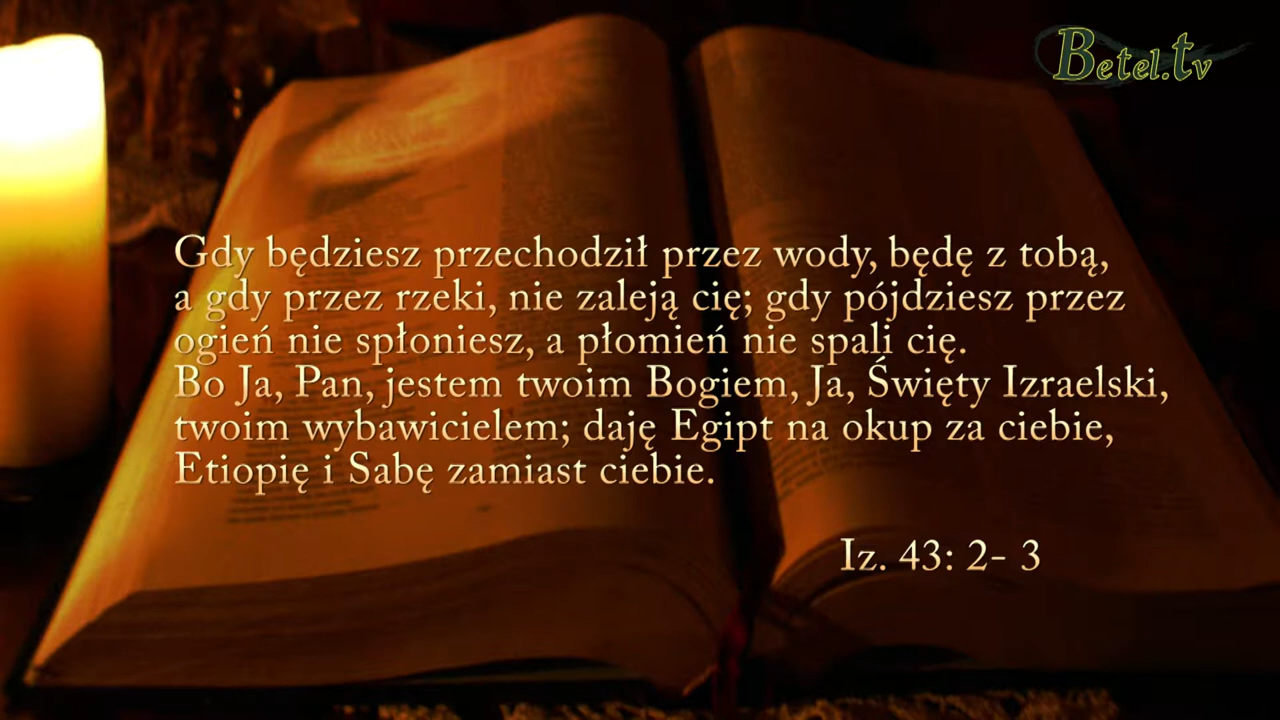 Betel.tv
Gdy będziesz przechodził przez wody, będę z tobą,
a gdy przez rzeki, nie zaleją cię; gdy pójdziesz przez
ogień nie spłoniesz, a płomień nie spali cię.
Bo Ja, Pan, jestem twoim Bogiem, Ja, Święty Izraelski,
twoim wybawicielem; daję Egipt na okup za ciebie,
Etiopię i Sabę zamiast ciebie.
Iz. 43: 2- 3